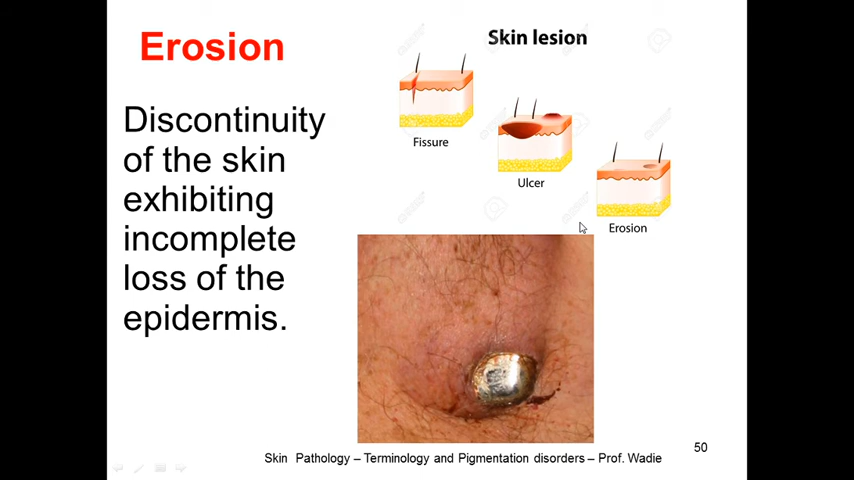 Erosion
Skin lesion
Discontinuity
of the skin
exhibiting
incomplete
loss of the
epidermis.
Fissure
Ulcer
Erosion
Skin Pathology – Terminology and Pigmentation disorders – Prof. Wadie
50